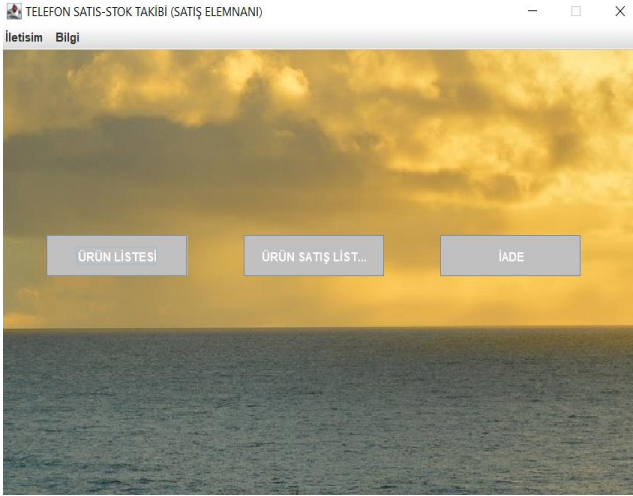 TELEFON SATIS-STOK TAKİBİ (SATIŞ ELEMNANI)
İletisim Bilgi
ÜRÜN LİSTESİ ÜRÜN SATIŞ LİST... İADE